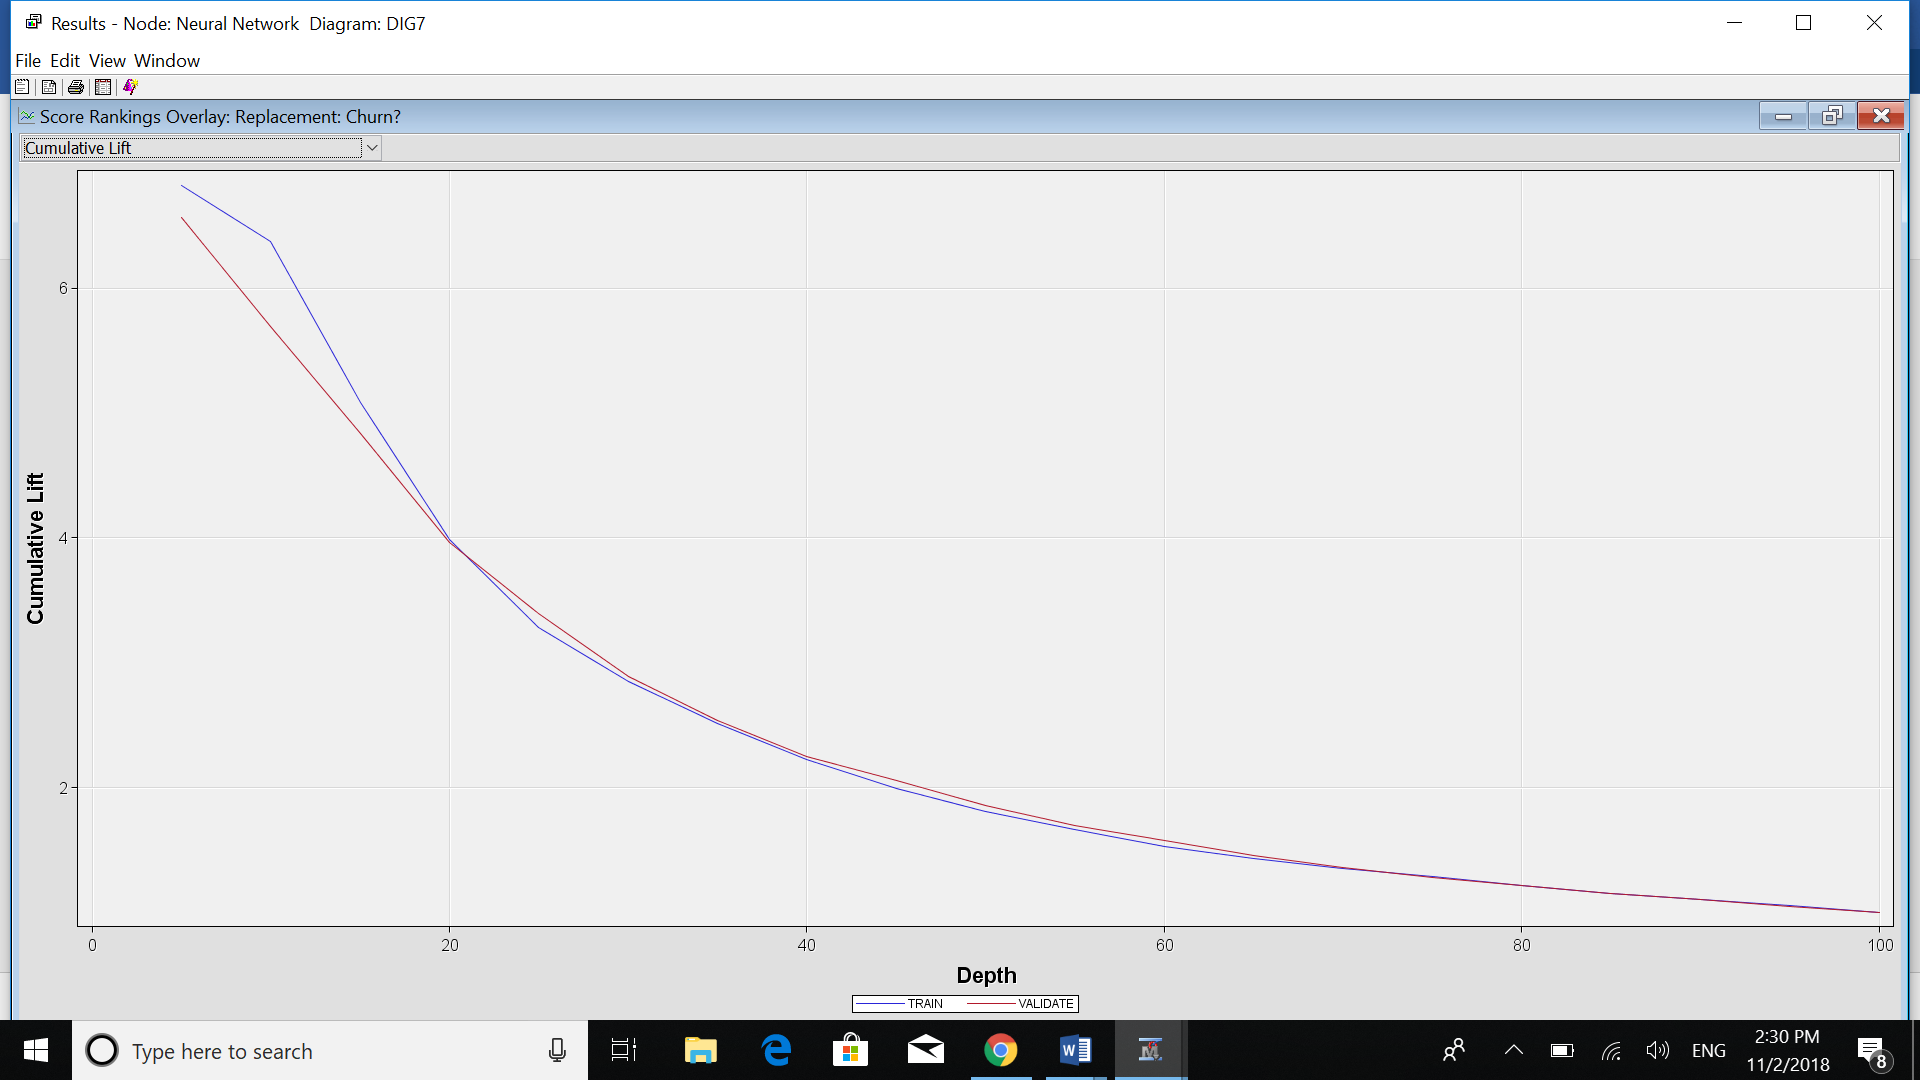 Results - Node: Neural Network  Diagram: DIG7
File Edit View Window
Score Rankings Overlay: Replacement: Churn?
Cumulative Lift
6
4
2
Cumulative Lift
0 20 40 60 80 100
Depth
TRAIN VALIDATE
Type here to search
ENG
2:30 PM
11/2/2018
8